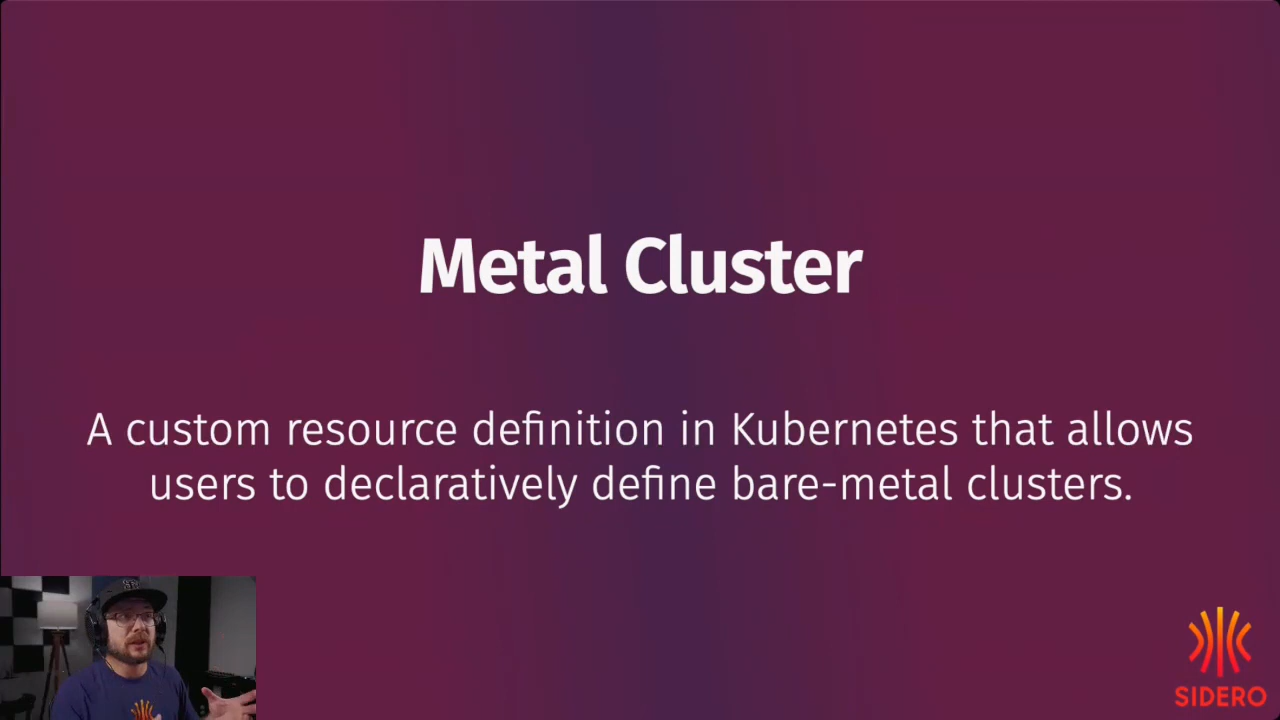 Metal Cluster
A custom resource definition in Kubernetes that allows
users to declaratively define bare-metal clusters.
SIDERO